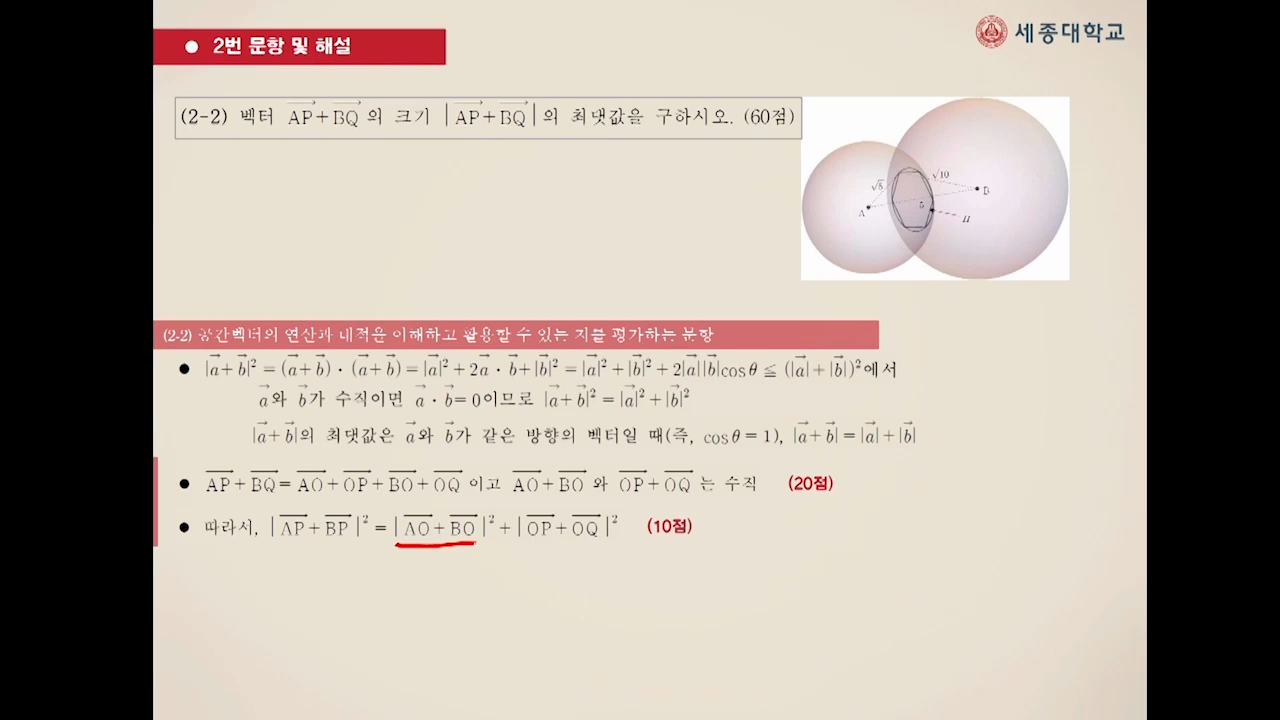 ● 2번 문항 및 해설
세종대학교
(2-2) 벡터 AP+BQ의 크기 |AP+BQ|의 최댓값을 구하시오. (60점)
√10
B
A
H
(2-2) 공간벡터의 연산과 내적을 이해하고 활용할 수 있는 지를 평가하는 문항
● |a+b|² = (a+b)·(a+b) = |a|²+2a·b+|b|² = |a|²+|b|²+2|a||b|cosθ ≦ (|a|+|b|)²에서
a와 b가 수직이면 a·b=0이므로 |a+b|² = |a|²+|b|²
|a+b|의 최댓값은 a와 b가 같은 방향의 벡터일 때(즉, cosθ=1), |a+b| = |a|+|b|
● AP+BQ = AO+OP+BO+OQ 이고 AO+BO 와 OP+OQ 는 수직 (20점)
● 따라서, |AP+BP|² = |AO+BO|²+|OP+OQ|² (10점)